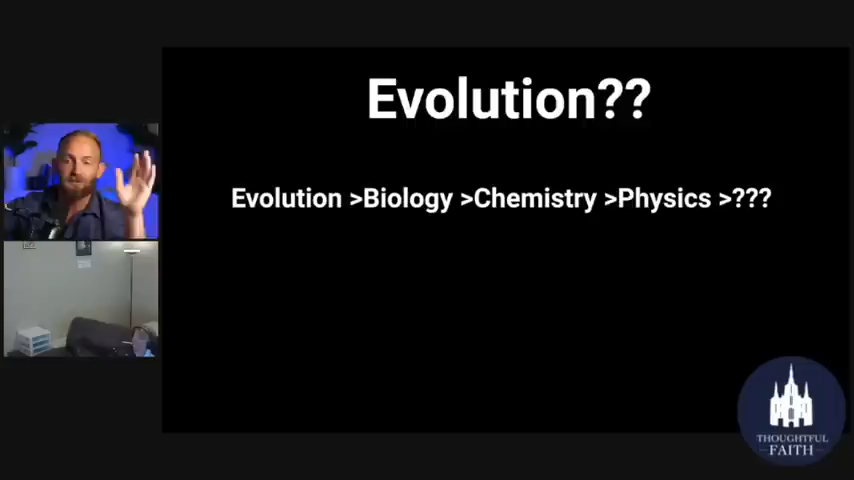 Evolution??
Evolution >Biology >Chemistry >Physics >???
THOUGHTFUL
FAITH